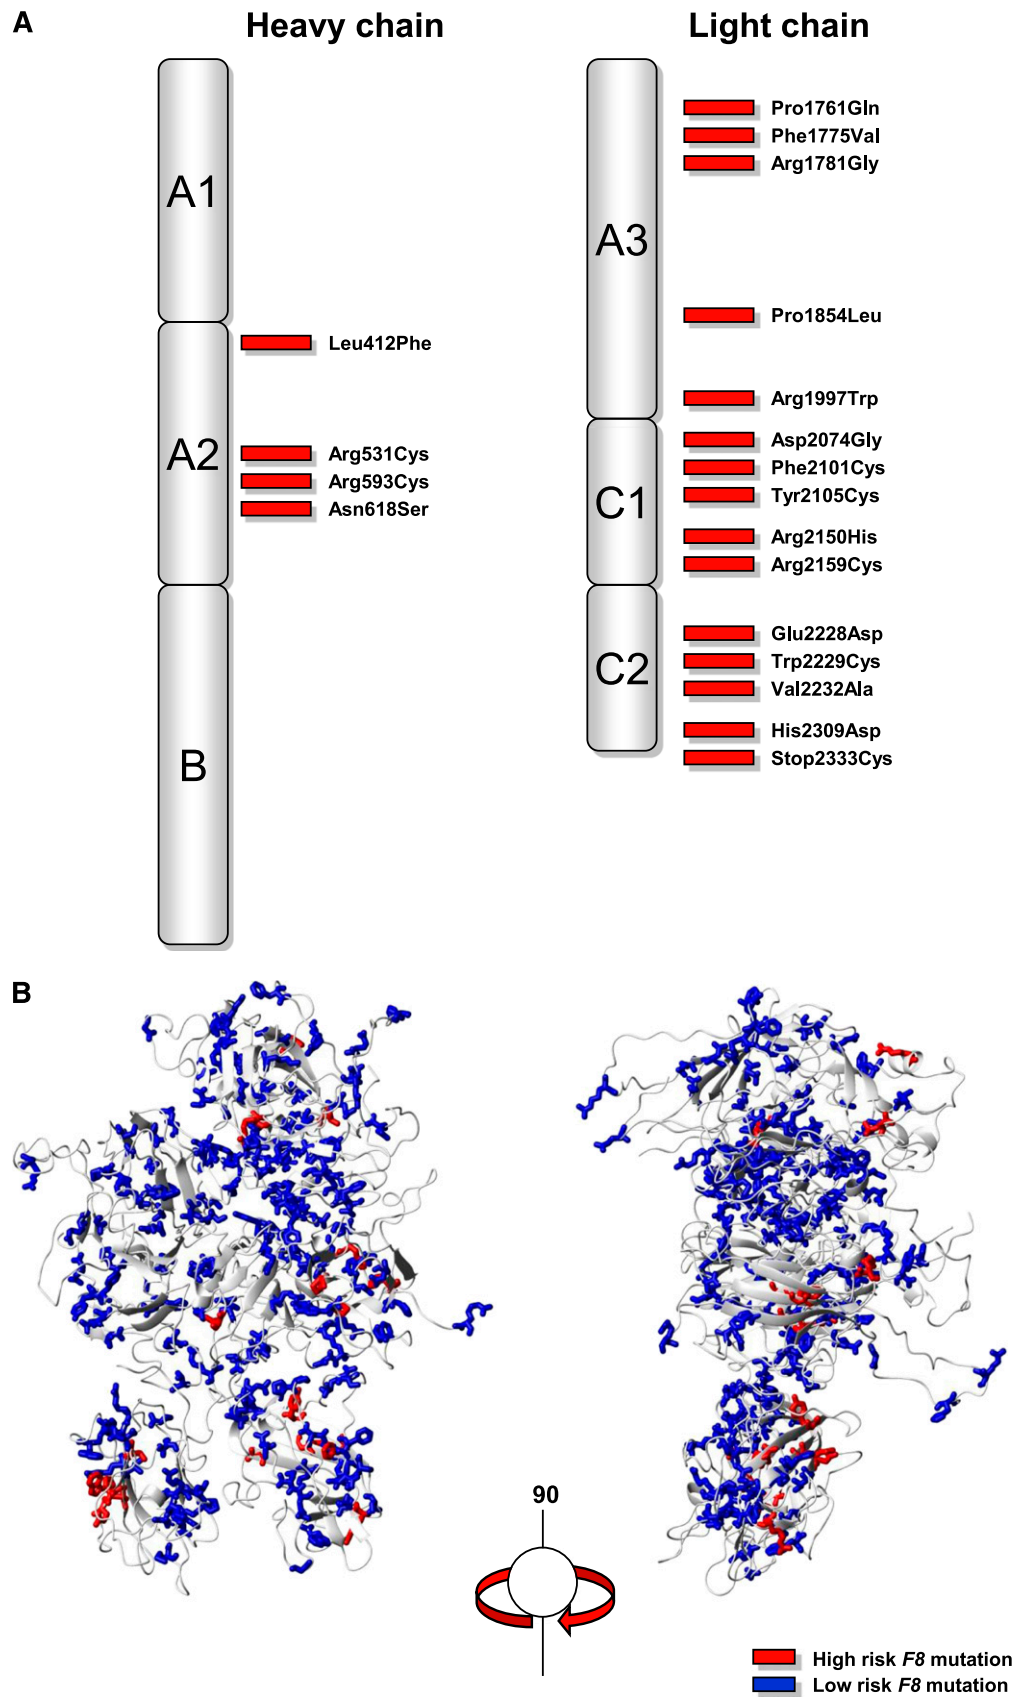 A
Heavy chain
Light chain
A1
A2
B
Leu412Phe
Arg531Cys
Arg593Cys
Asn618Ser
A3
C1
C2
Pro1761Gln
Phe1775Val
Arg1781Gly
Pro1854Leu
Arg1997Trp
Asp2074Gly
Phe2101Cys
Tyr2105Cys
Arg2150His
Arg2159Cys
Glu2228Asp
Trp2229Cys
Val2232Ala
His2309Asp
Stop2333Cys
B
90
High risk F8 mutation
Low risk F8 mutation